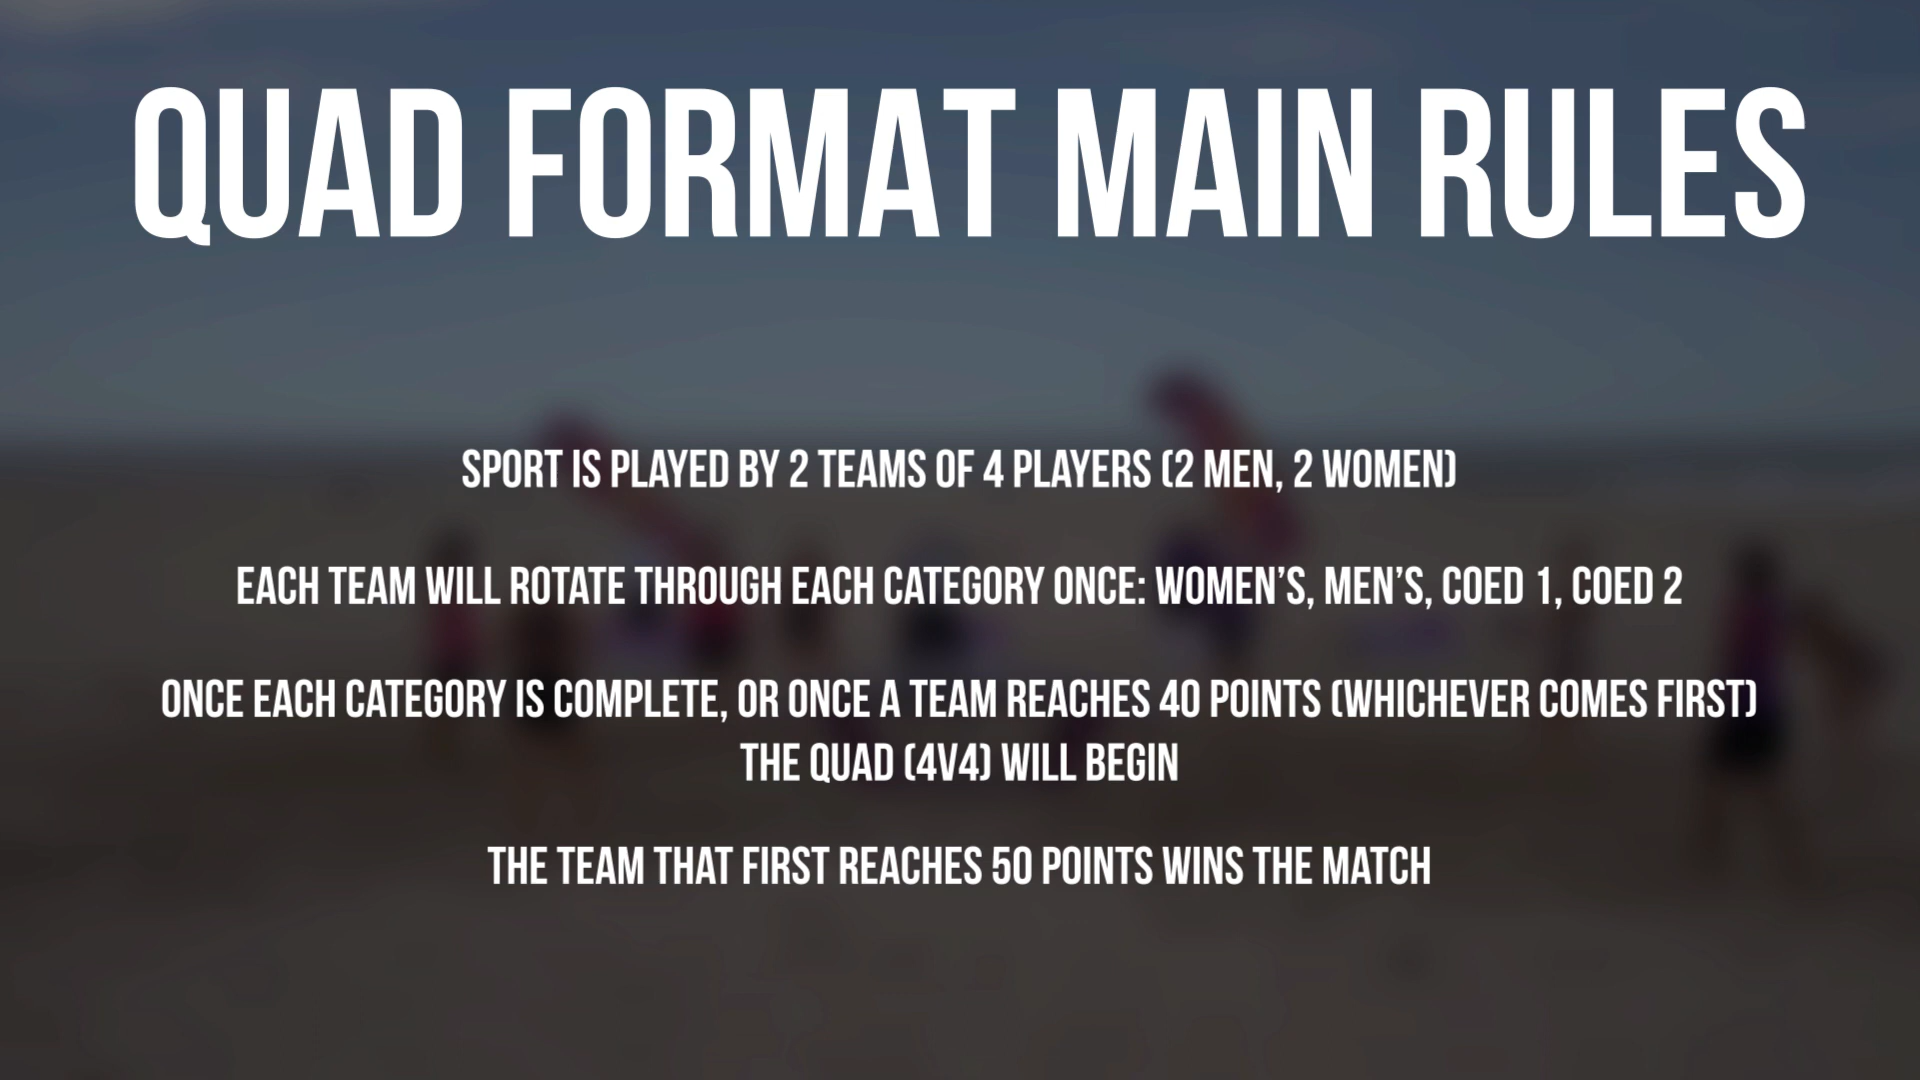 QUAD FORMAT MAIN RULES
SPORT IS PLAYED BY 2 TEAMS OF 4 PLAYERS (2 MEN, 2 WOMEN)
EACH TEAM WILL ROTATE THROUGH EACH CATEGORY ONCE: WOMEN’S, MEN’S, COED 1, COED 2
ONCE EACH CATEGORY IS COMPLETE, OR ONCE A TEAM REACHES 40 POINTS (WHICHEVER COMES FIRST)
THE QUAD (4V4) WILL BEGIN
THE TEAM THAT FIRST REACHES 50 POINTS WINS THE MATCH